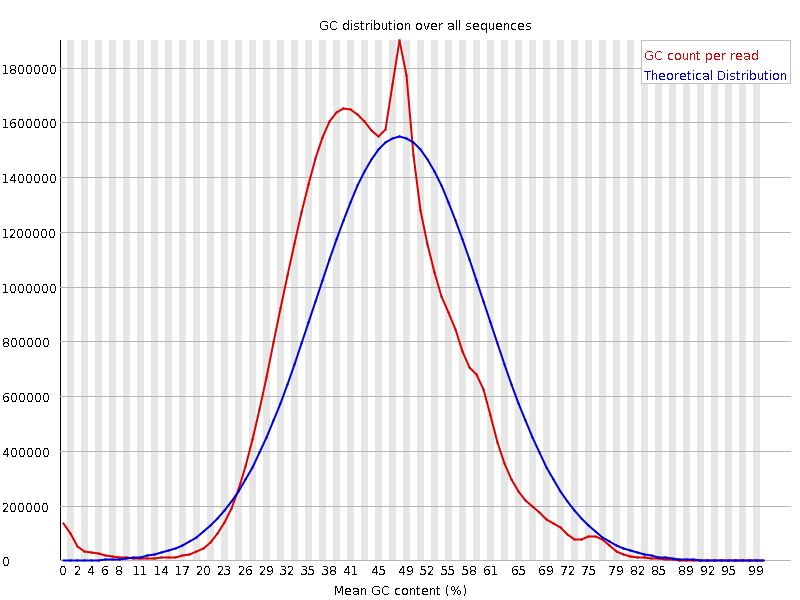 GC distribution over all sequences
GC count per read
Theoretical Distribution
1800000
1600000
1400000
1200000
1000000
800000
600000
400000
200000
0
0 2 4 6 8 11 14 17 20 23 26 29 32 35 38 41 45 49 52 55 58 61 65 69 72 75 79 82 85 89 92 95 99
Mean GC content (%)